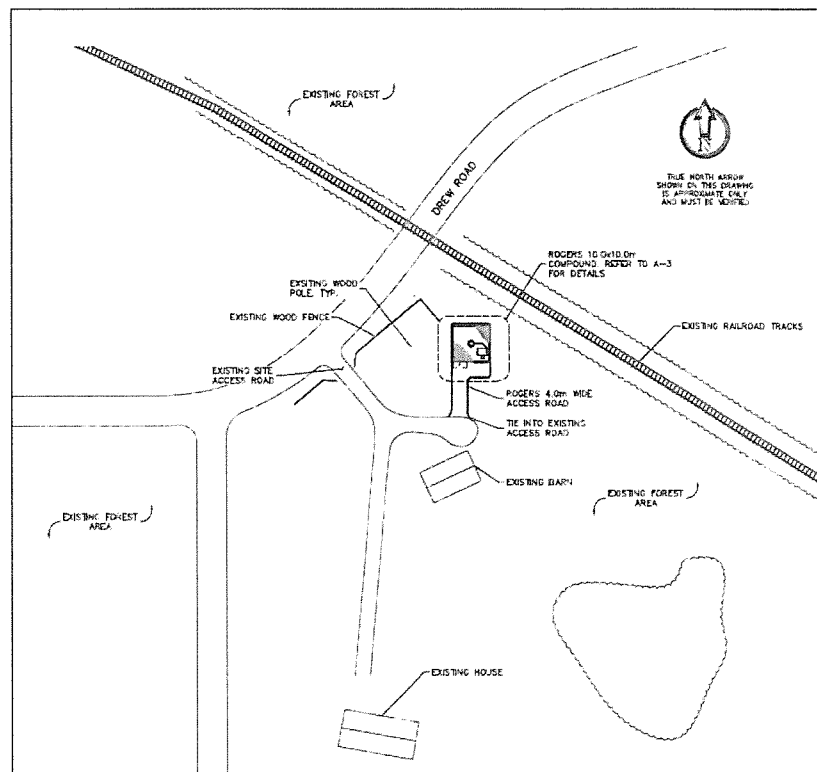 EXISTING FOREST
AREA
DREW ROAD
N
TRUE NORTH ARROW
SHOWN ON THIS DRAWING
IS APPROXIMATE ONLY
AND MUST BE VERIFIED
ROGERS 10.0x10.0m
COMPOUND. REFER TO A-3
FOR DETAILS
EXSITING WOOD
POLE, TYP.
EXISTING WOOD FENCE
EXISTING RAILROAD TRACKS
EXISTING SITE
ACCESS ROAD
ROGERS 4.0m WIDE
ACCESS ROAD
TIE INTO EXISTING
ACCESS ROAD
EXISTING BARN
EXISTING FOREST
AREA
EXISTING FOREST
AREA
EXISTING HOUSE